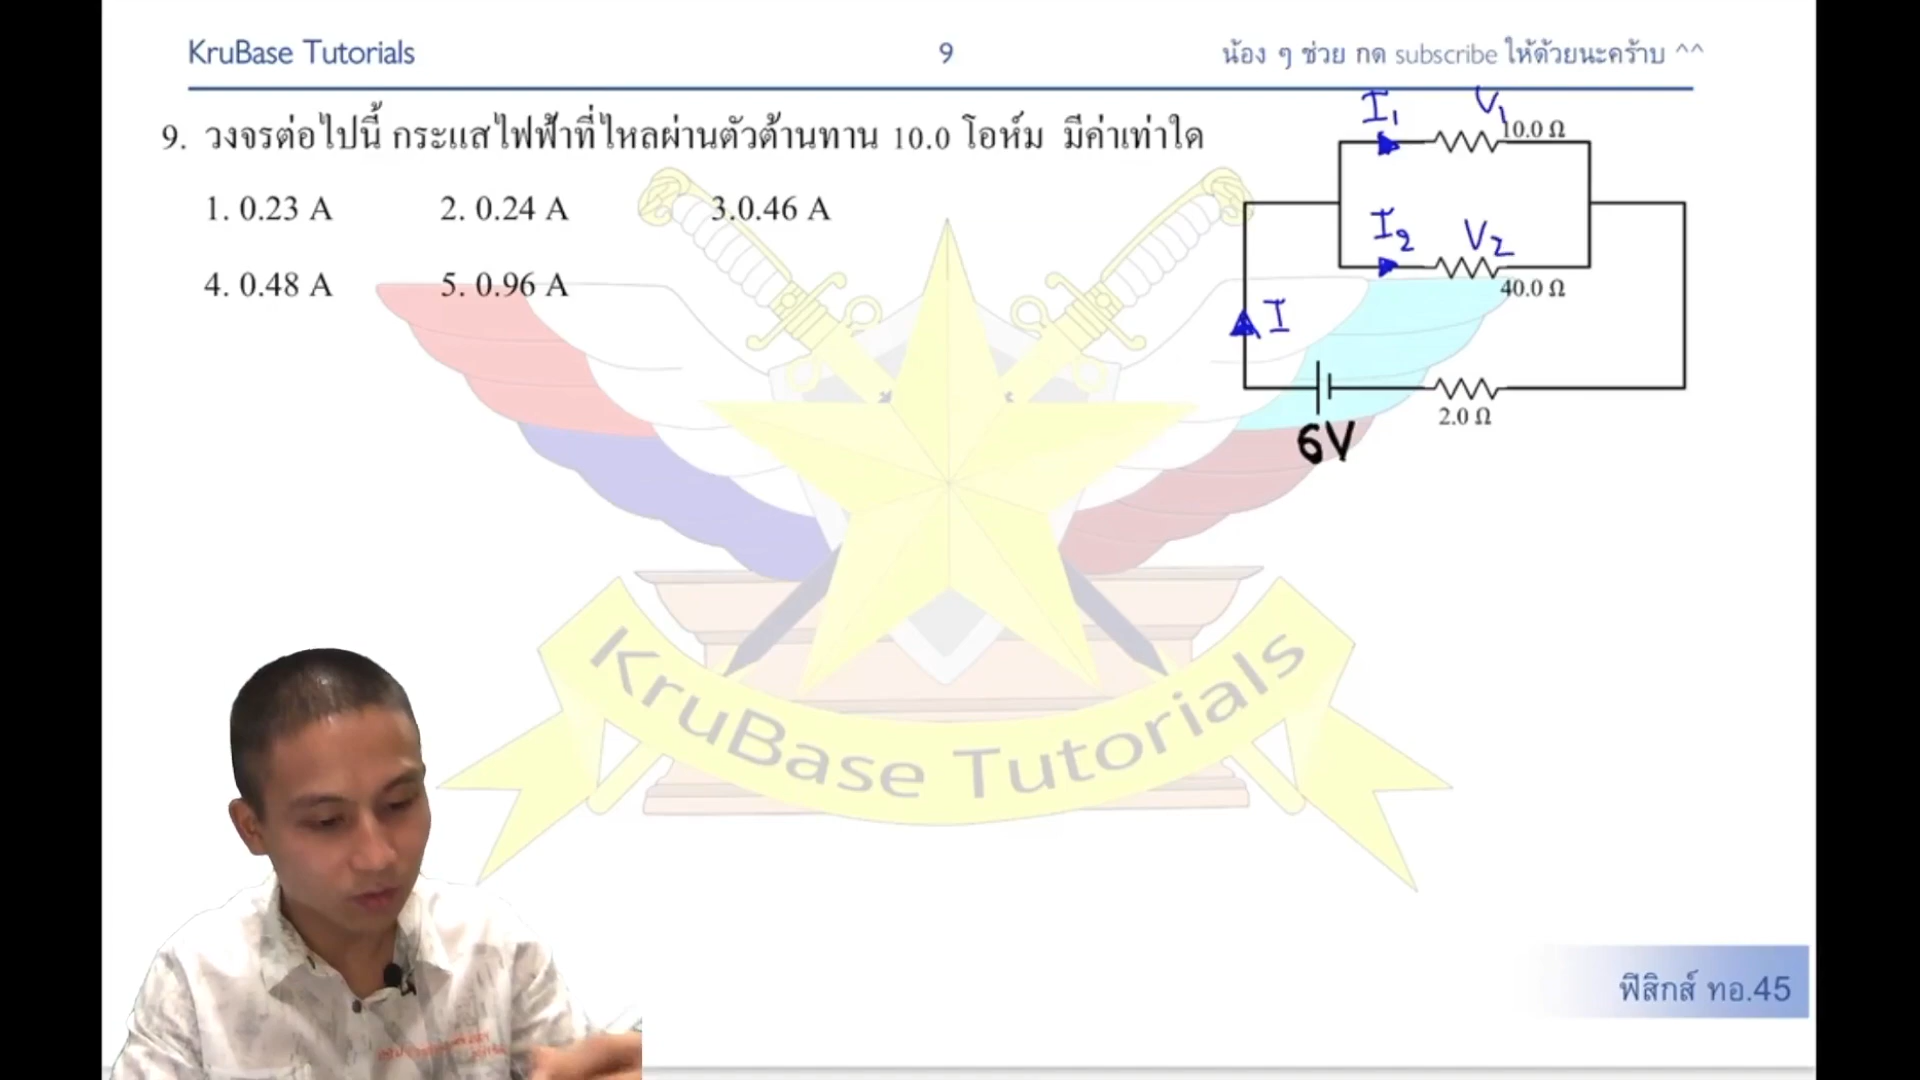 KruBase Tutorials
9
น้อง ๆ ช่วย กด subscribe ให้ด้วยนะคร้าบ ^^
9. วงจรต่อไปนี้ กระแสไฟฟ้าที่ไหลผ่านตัวต้านทาน 10.0 โอห์ม มีค่าเท่าใด
1. 0.23 A 2. 0.24 A 3.0.46 A
4. 0.48 A 5. 0.96 A
I₁ V₁
10.0 Ω
I₂ V₂
40.0 Ω
I
2.0 Ω
6V
KruBase Tutorials
ฟิสิกส์ ทอ.45